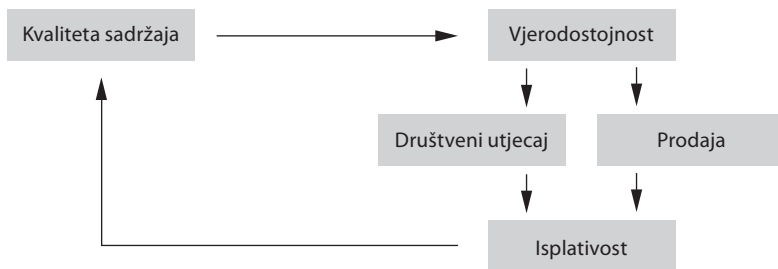 Kvaliteta sadržaja
Vjerodostojnost
Društveni utjecaj
Prodaja
Isplativost